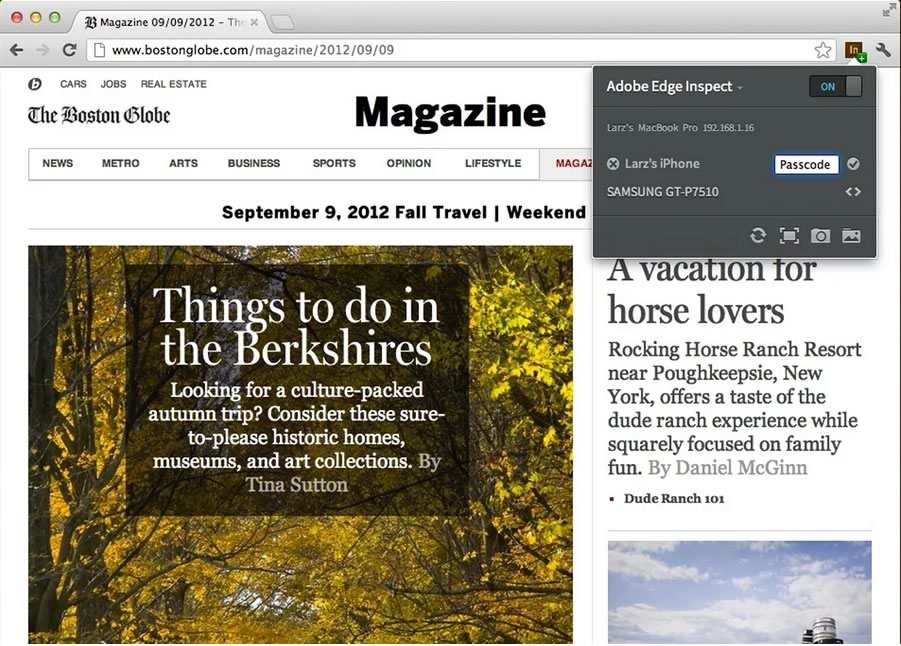 Magazine 09/09/2012 – The
www.bostonglobe.com/magazine/2012/09/09
In
Adobe Edge Inspect
ON
Larz's MacBook Pro 192.168.1.16
Larz's iPhone
Passcode
SAMSUNG GT-P7510
b CARS JOBS REAL ESTATE
The Boston Globe
Magazine
NEWS METRO ARTS BUSINESS SPORTS OPINION LIFESTYLE MAGAZ
September 9, 2012 Fall Travel | Weekend
Things to do in
the Berkshires
Looking for a culture-packed
autumn trip? Consider these sure-
to-please historic homes,
museums, and art collections. By
Tina Sutton
A vacation for
horse lovers
Rocking Horse Ranch Resort
near Poughkeepsie, New
York, offers a taste of the
dude ranch experience while
squarely focused on family
fun. By Daniel McGinn
Dude Ranch 101